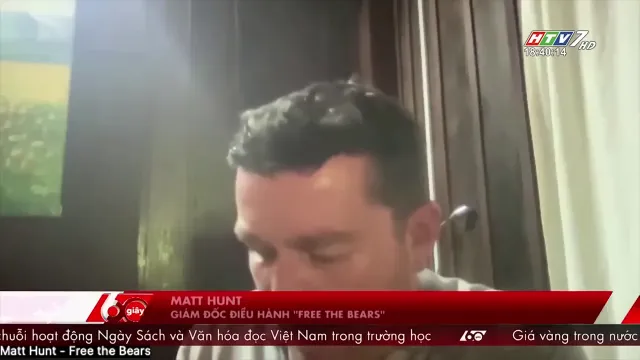 HTV7 HD
18:40:14
60 giây
MATT HUNT
GIÁM ĐỐC ĐIỀU HÀNH "FREE THE BEARS"
chuỗi hoạt động Ngày Sách và Văn hóa đọc Việt Nam trong trường học
60
Giá vàng trong nước
Matt Hunt - Free the Bears